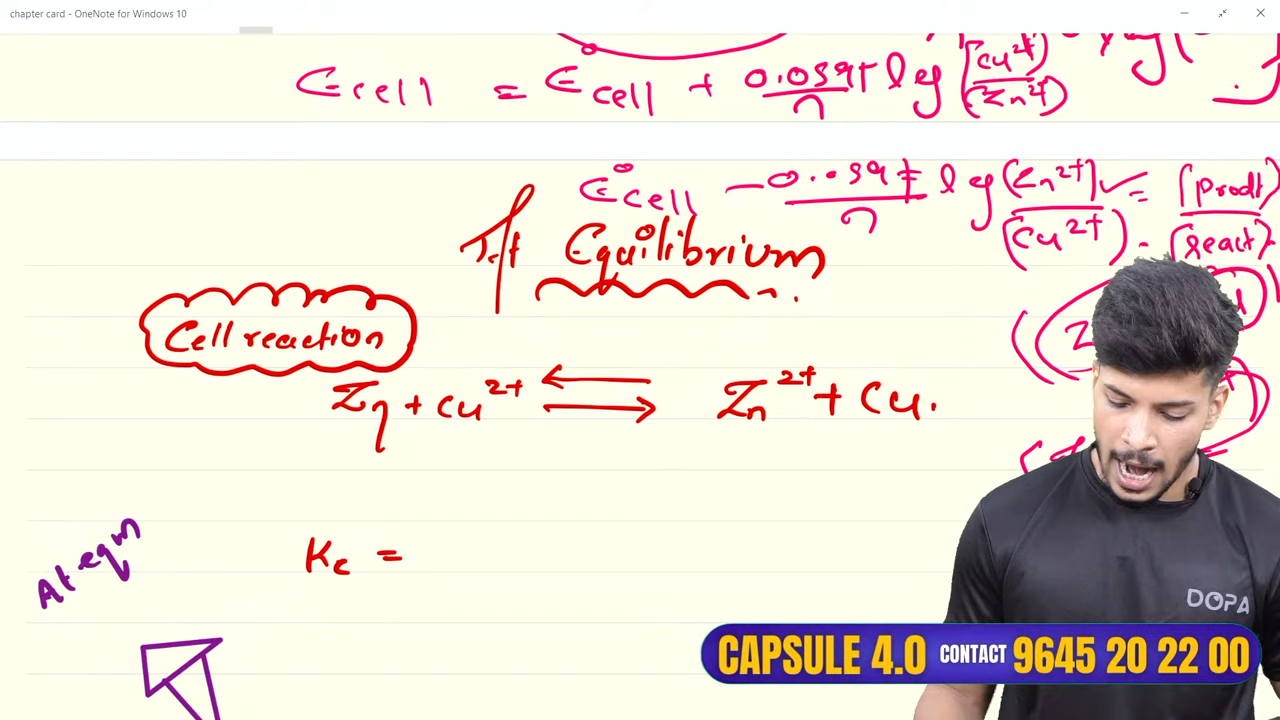 chapter card - OneNote for Windows 10
Ecell = E cell + 0.0591/n log (Cu²⁺)/(Zn²⁺)
E°cell - 0.0591/n log (Zn²⁺)/(Cu²⁺) = [prodt]/[react]
Equilibrium
Cell reaction
Zn + Cu²⁺ ⇌ Zn²⁺ + Cu.
At eqm
Kc =
DOPA
CAPSULE 4.0 CONTACT 9645 20 22 00